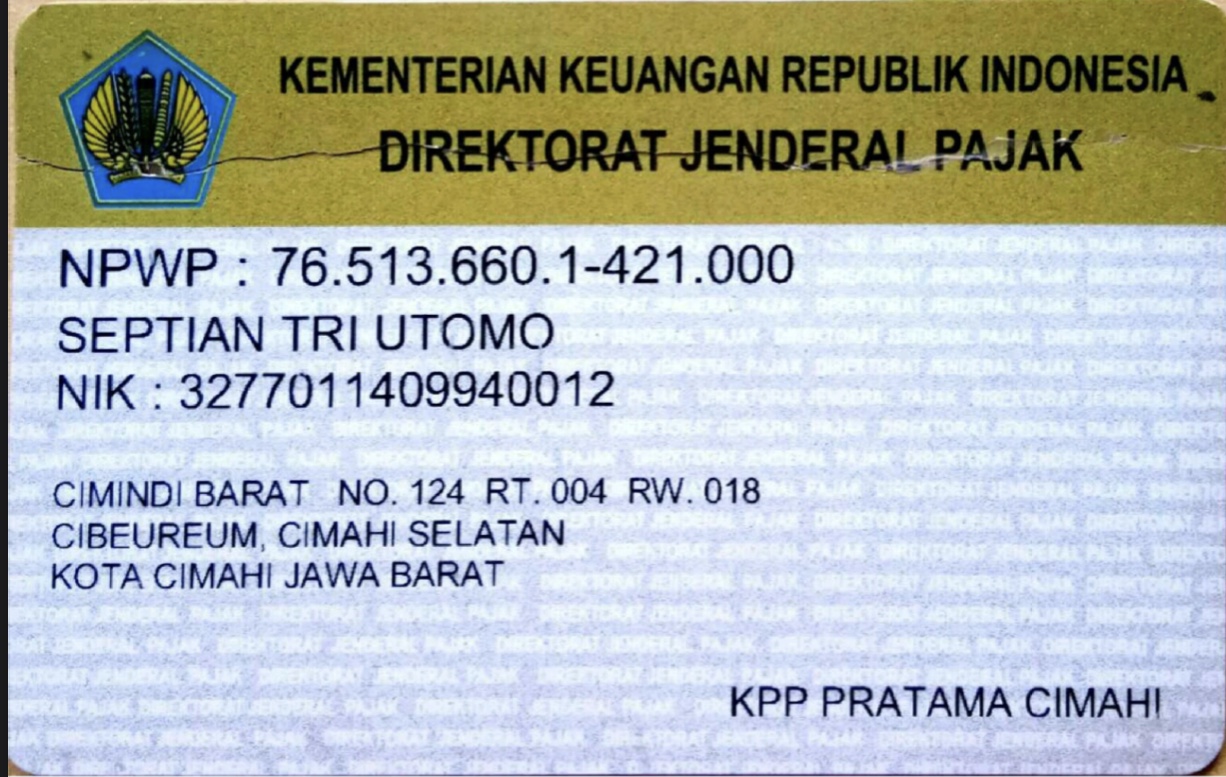 KEMENTERIAN KEUANGAN REPUBLIK INDONESIA
DIREKTORAT JENDERAL PAJAK
NPWP : 76.513.660.1-421.000
SEPTIAN TRI UTOMO
NIK : 3277011409940012
CIMINDI BARAT NO. 124 RT. 004 RW. 018
CIBEUREUM, CIMAHI SELATAN
KOTA CIMAHI JAWA BARAT
KPP PRATAMA CIMAHI